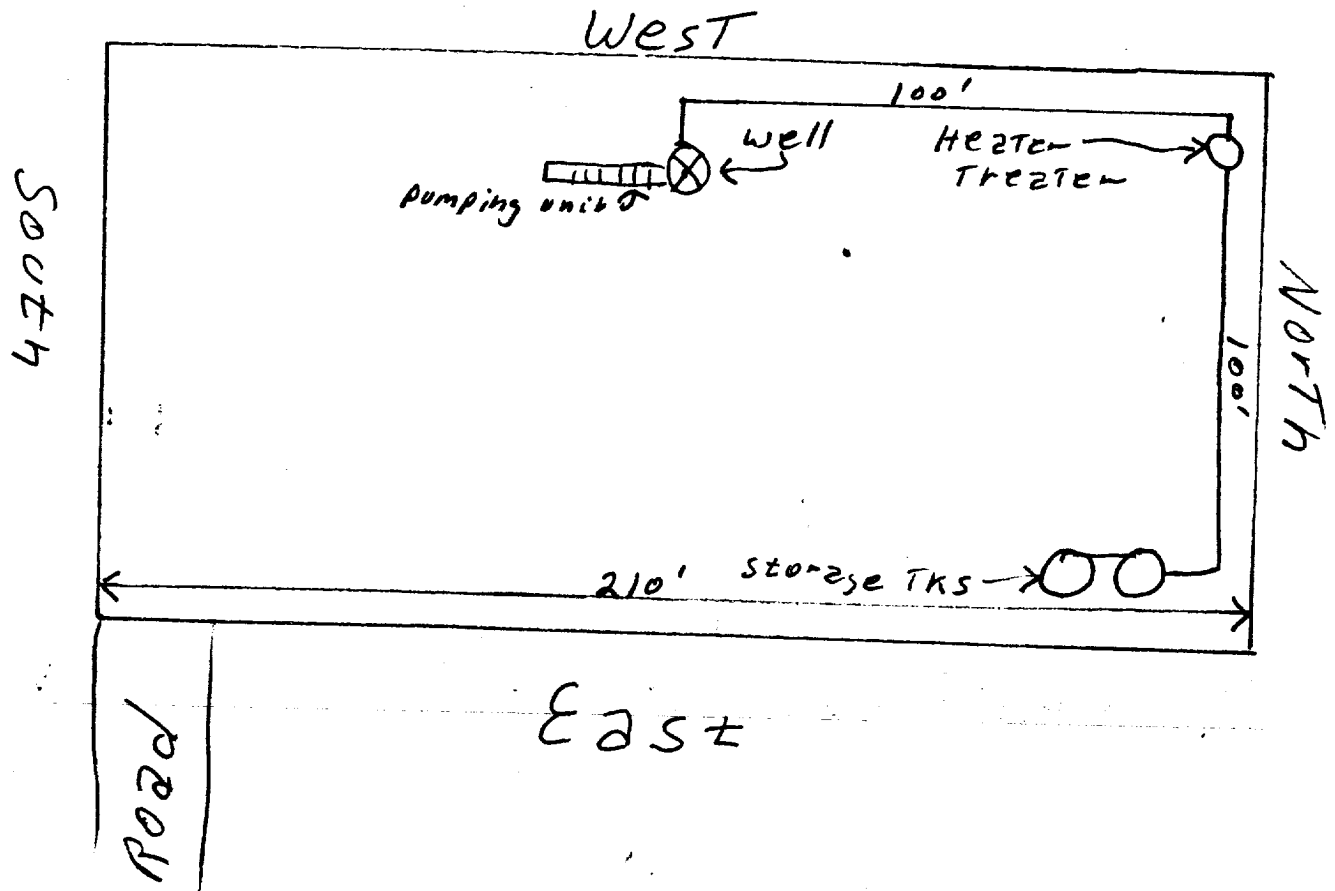 West
100'
well
Heater
Treater
pumping unit
South
North
100'
210'
storage TKS
East
Road